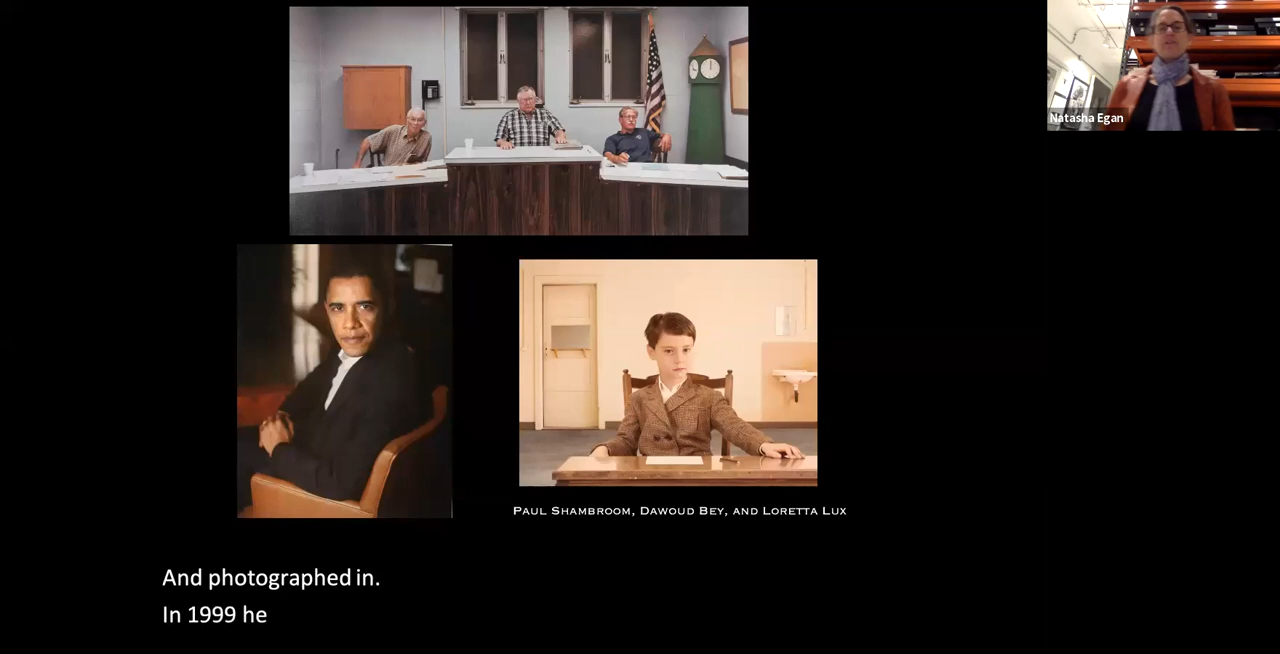 Natasha Egan
Paul Shambroom, Dawoud Bey, and Loretta Lux
And photographed in.
In 1999 he